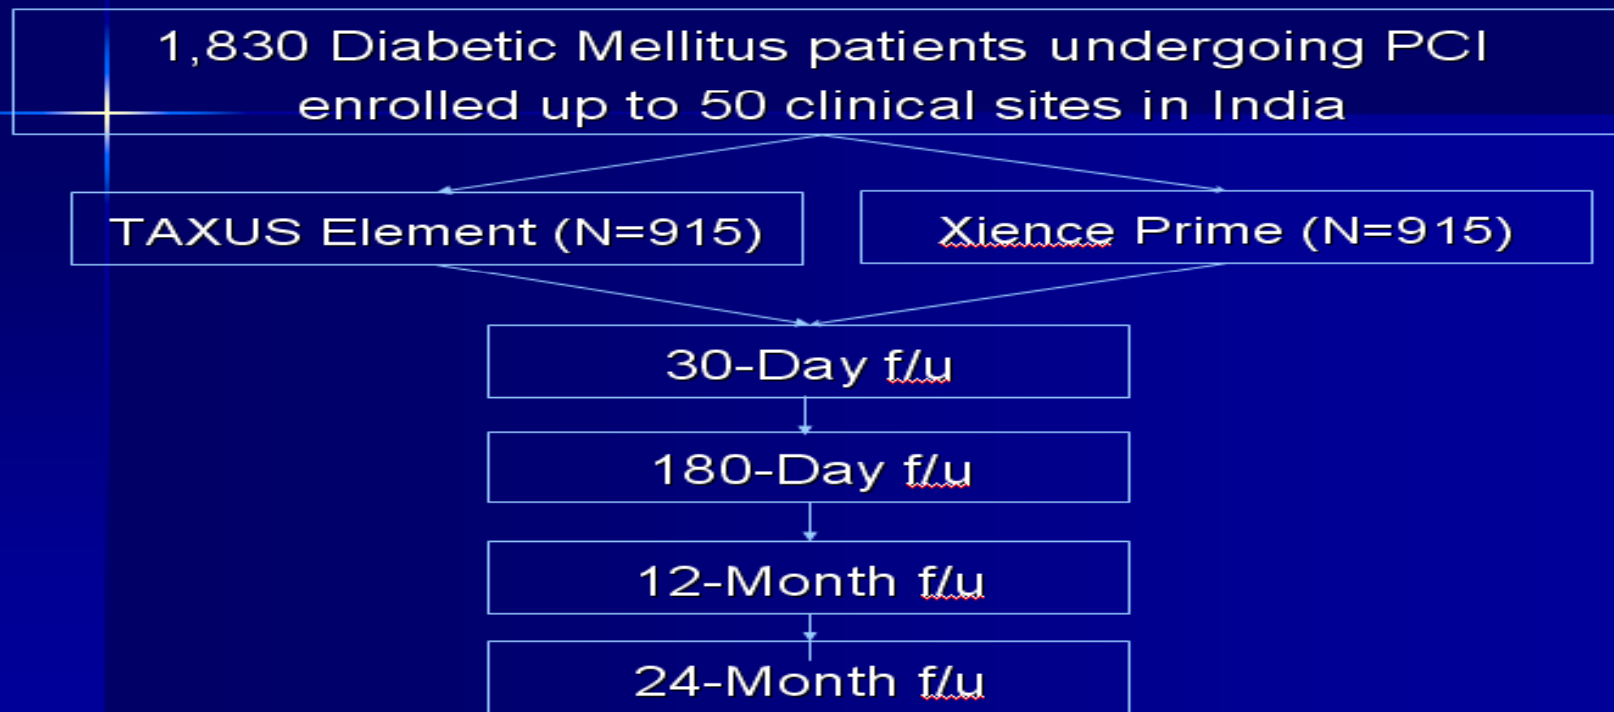 1,830 Diabetic Mellitus patients undergoing PCI
enrolled up to 50 clinical sites in India
TAXUS Element (N=915)
Xience Prime (N=915)
30-Day f/u
180-Day f/u
12-Month f/u
24-Month f/u